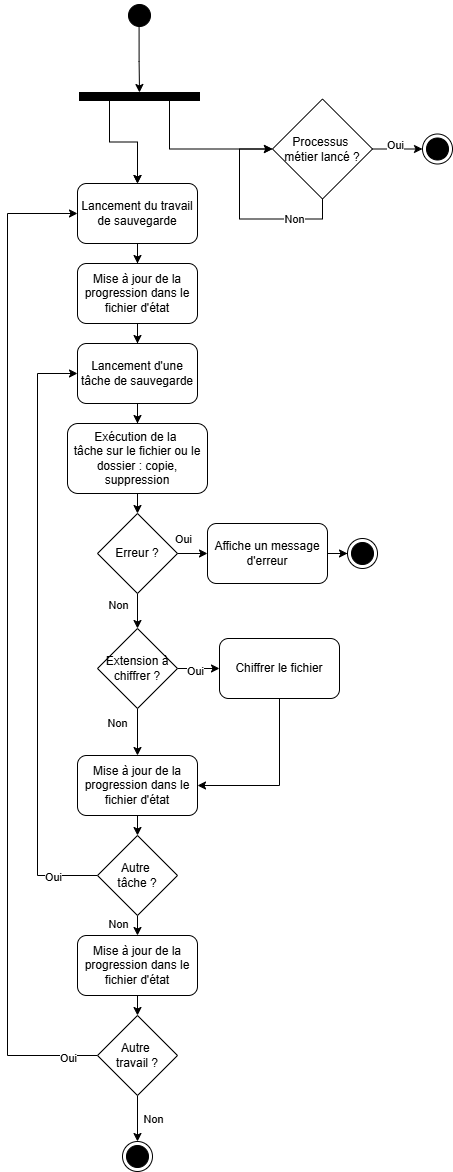 Processus
métier lancé ?
Oui
Non
Lancement du travail
de sauvegarde
Mise à jour de la
progression dans le
fichier d'état
Lancement d'une
tâche de sauvegarde
Exécution de la
tâche sur le fichier ou le
dossier : copie,
suppression
Erreur ?
Oui
Affiche un message
d'erreur
Non
Extension à
chiffrer ?
Oui
Chiffrer le fichier
Non
Mise à jour de la
progression dans le
fichier d'état
Autre
tâche ?
Oui
Non
Mise à jour de la
progression dans le
fichier d'état
Autre
travail ?
Oui
Non